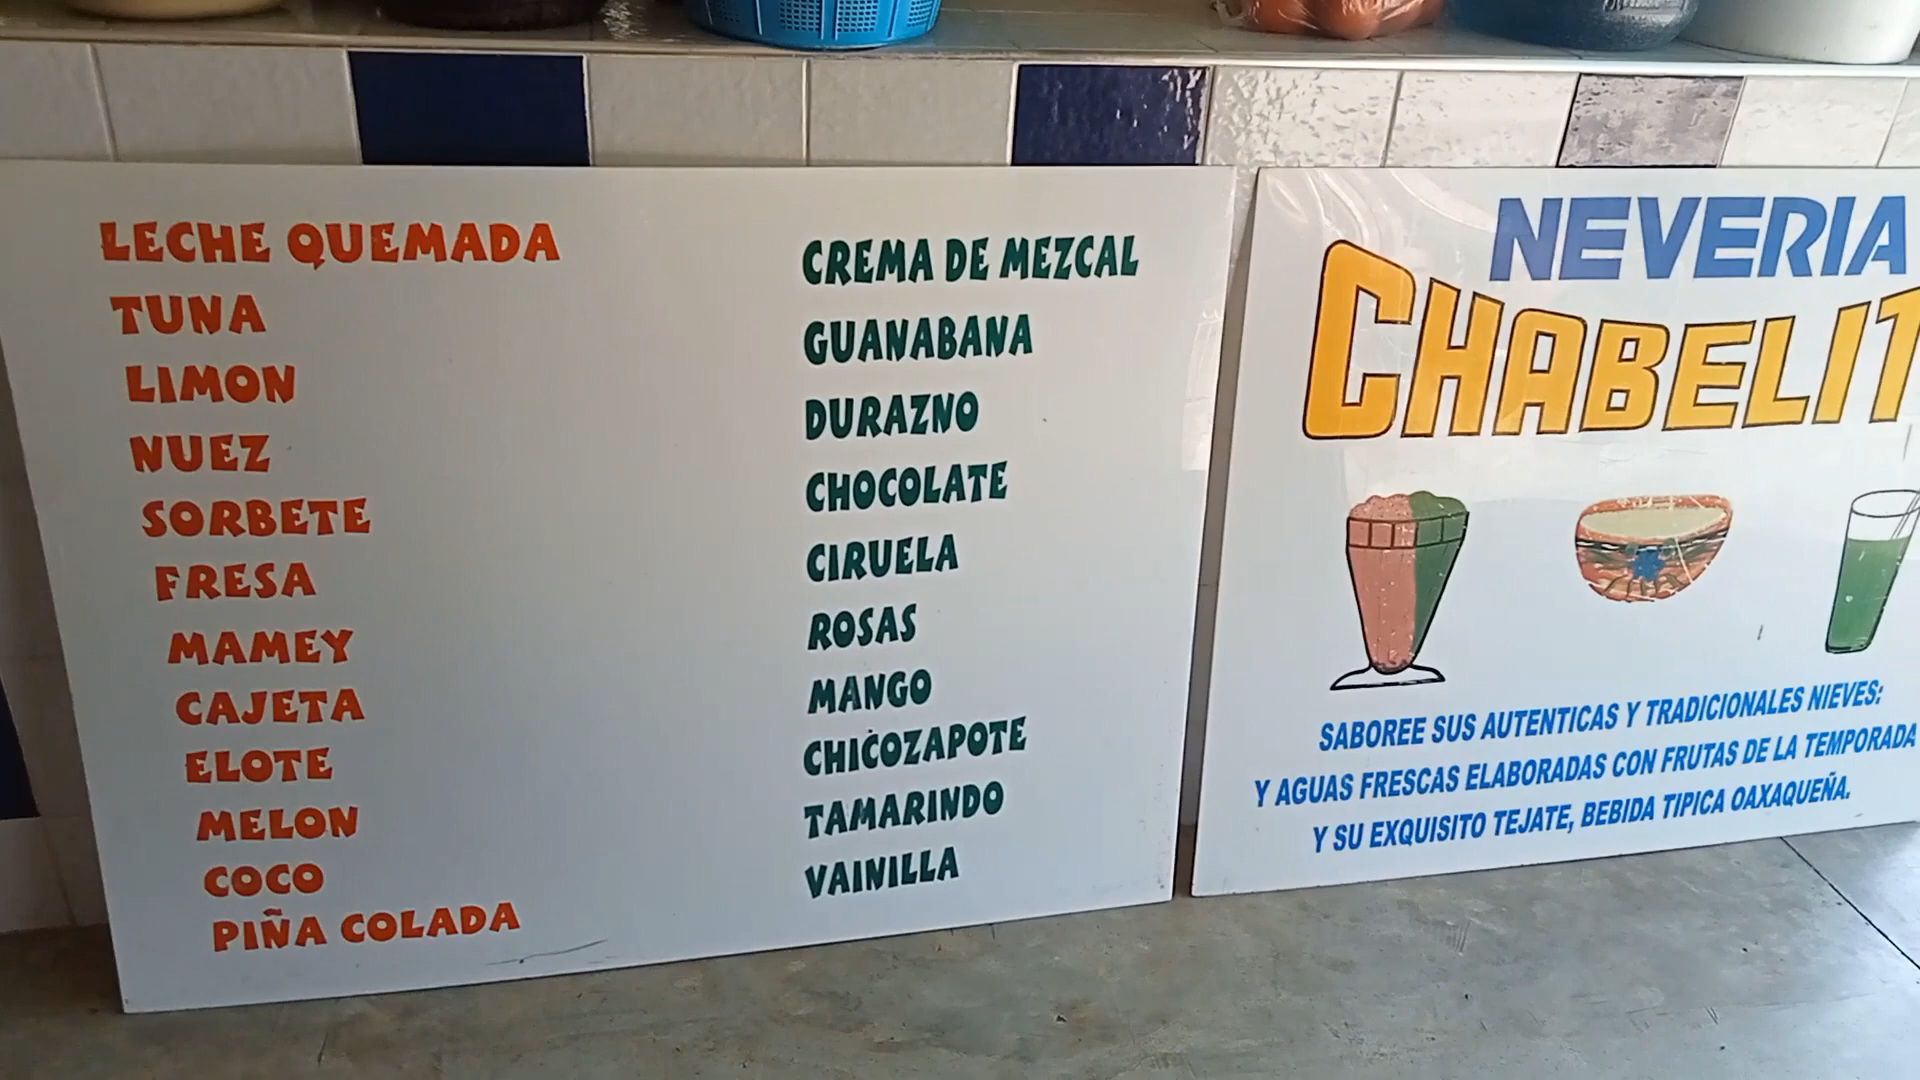 LECHE QUEMADA
TUNA
LIMON
NUEZ
SORBETE
FRESA
MAMEY
CAJETA
ELOTE
MELON
COCO
PIÑA COLADA
CREMA DE MEZCAL
GUANABANA
DURAZNO
CHOCOLATE
CIRUELA
ROSAS
MANGO
CHICOZAPOTE
TAMARINDO
VAINILLA
NEVERIA
CHABELIT
SABOREE SUS AUTENTICAS Y TRADICIONALES NIEVES:
Y AGUAS FRESCAS ELABORADAS CON FRUTAS DE LA TEMPORADA
Y SU EXQUISITO TEJATE, BEBIDA TIPICA OAXAQUEÑA.